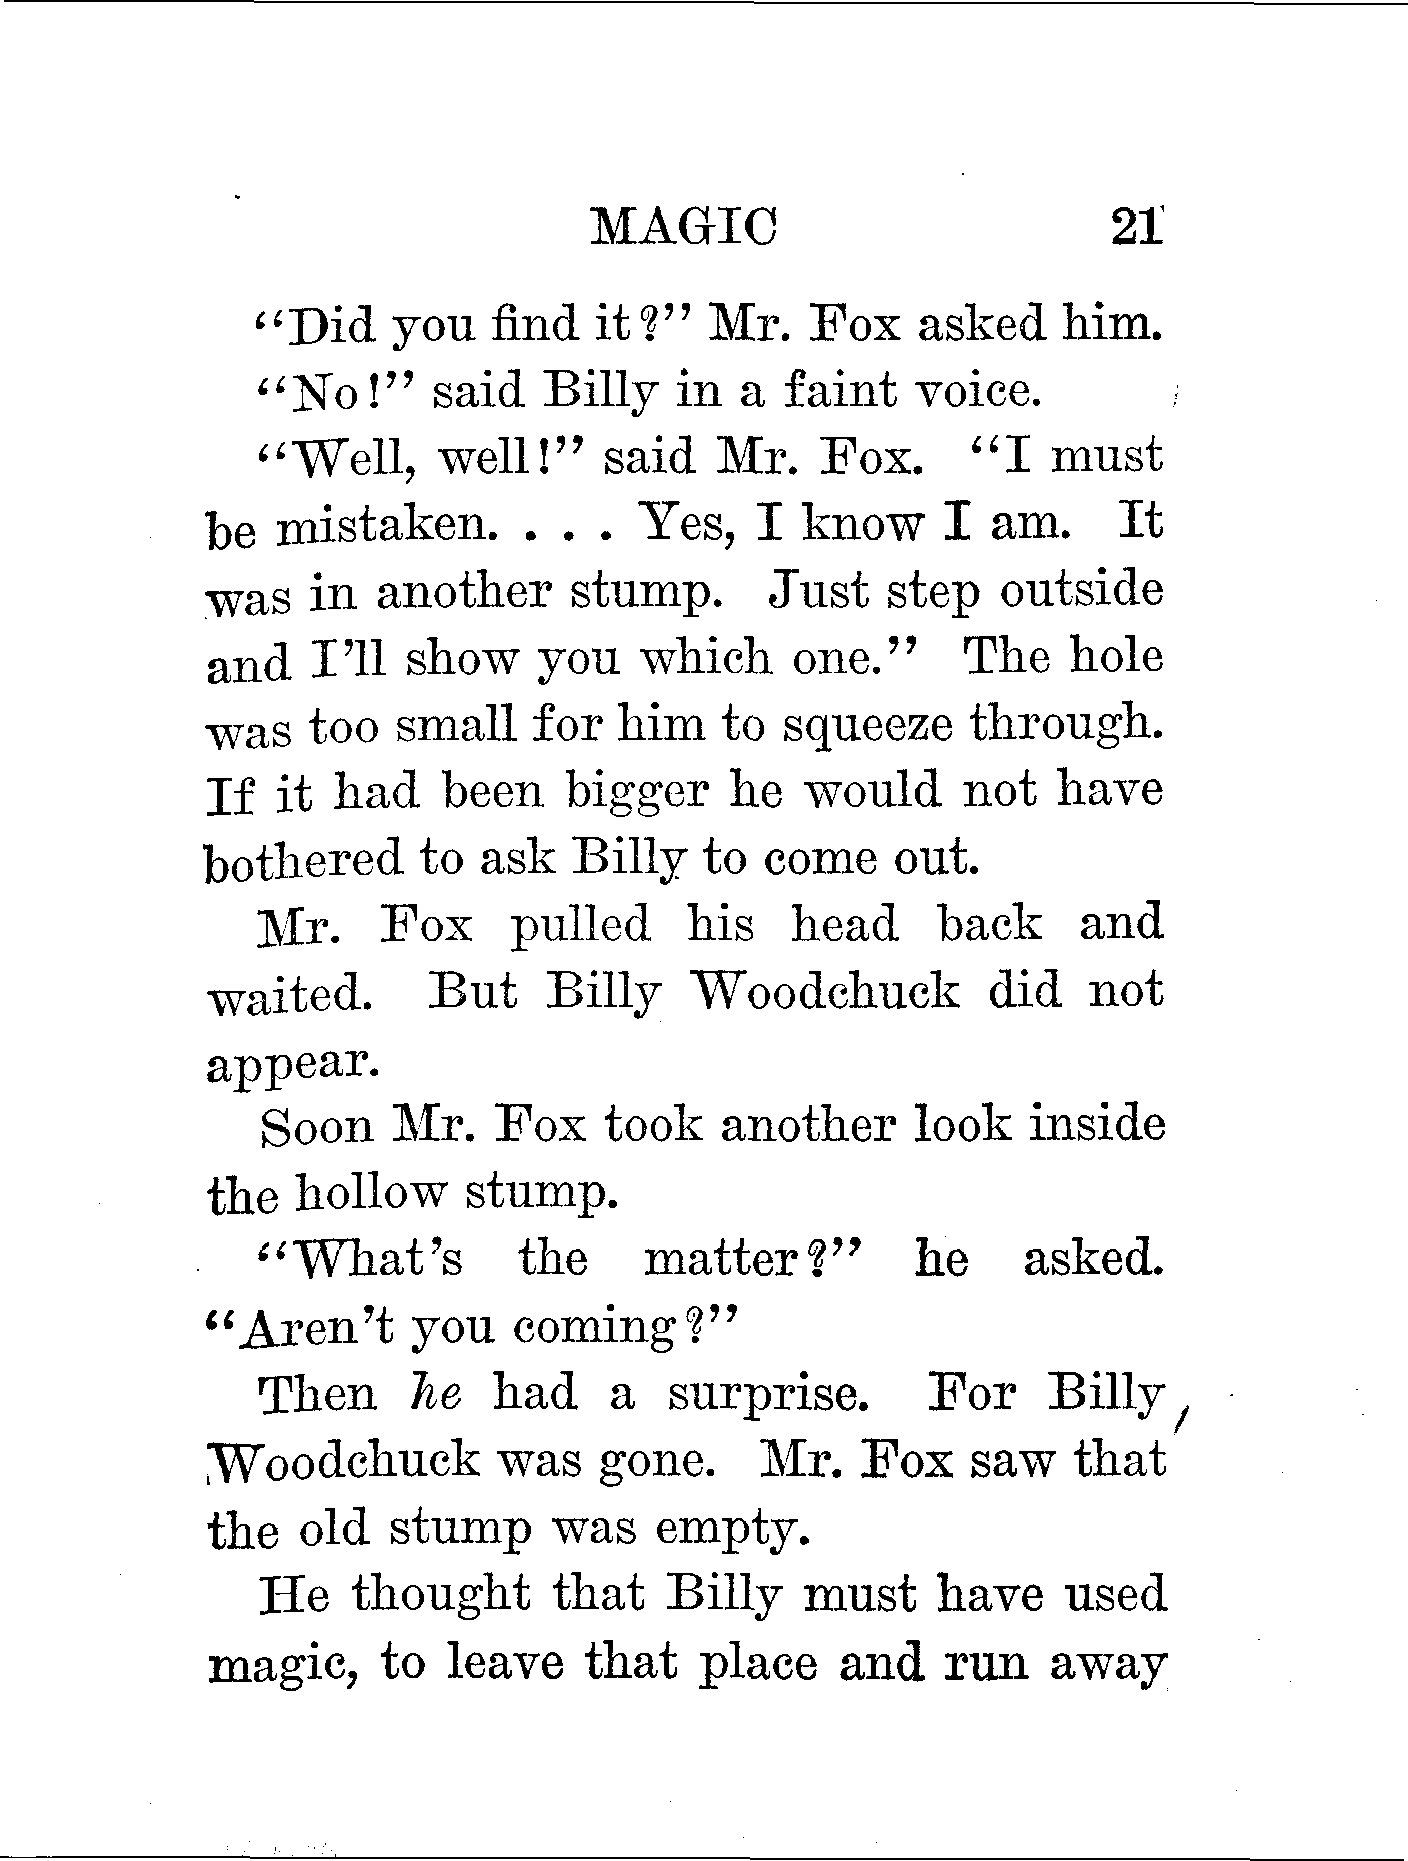 MAGIC 21
"Did you find it?" Mr. Fox asked him.
"No!" said Billy in a faint voice.
"Well, well!" said Mr. Fox. "I must
be mistaken. . . . Yes, I know I am. It
was in another stump. Just step outside
and I'll show you which one." The hole
was too small for him to squeeze through.
If it had been bigger he would not have
bothered to ask Billy to come out.
Mr. Fox pulled his head back and
waited. But Billy Woodchuck did not
appear.
Soon Mr. Fox took another look inside
the hollow stump.
"What's the matter?" he asked.
"Aren't you coming?"
Then he had a surprise. For Billy
Woodchuck was gone. Mr. Fox saw that
the old stump was empty.
He thought that Billy must have used
magic, to leave that place and run away